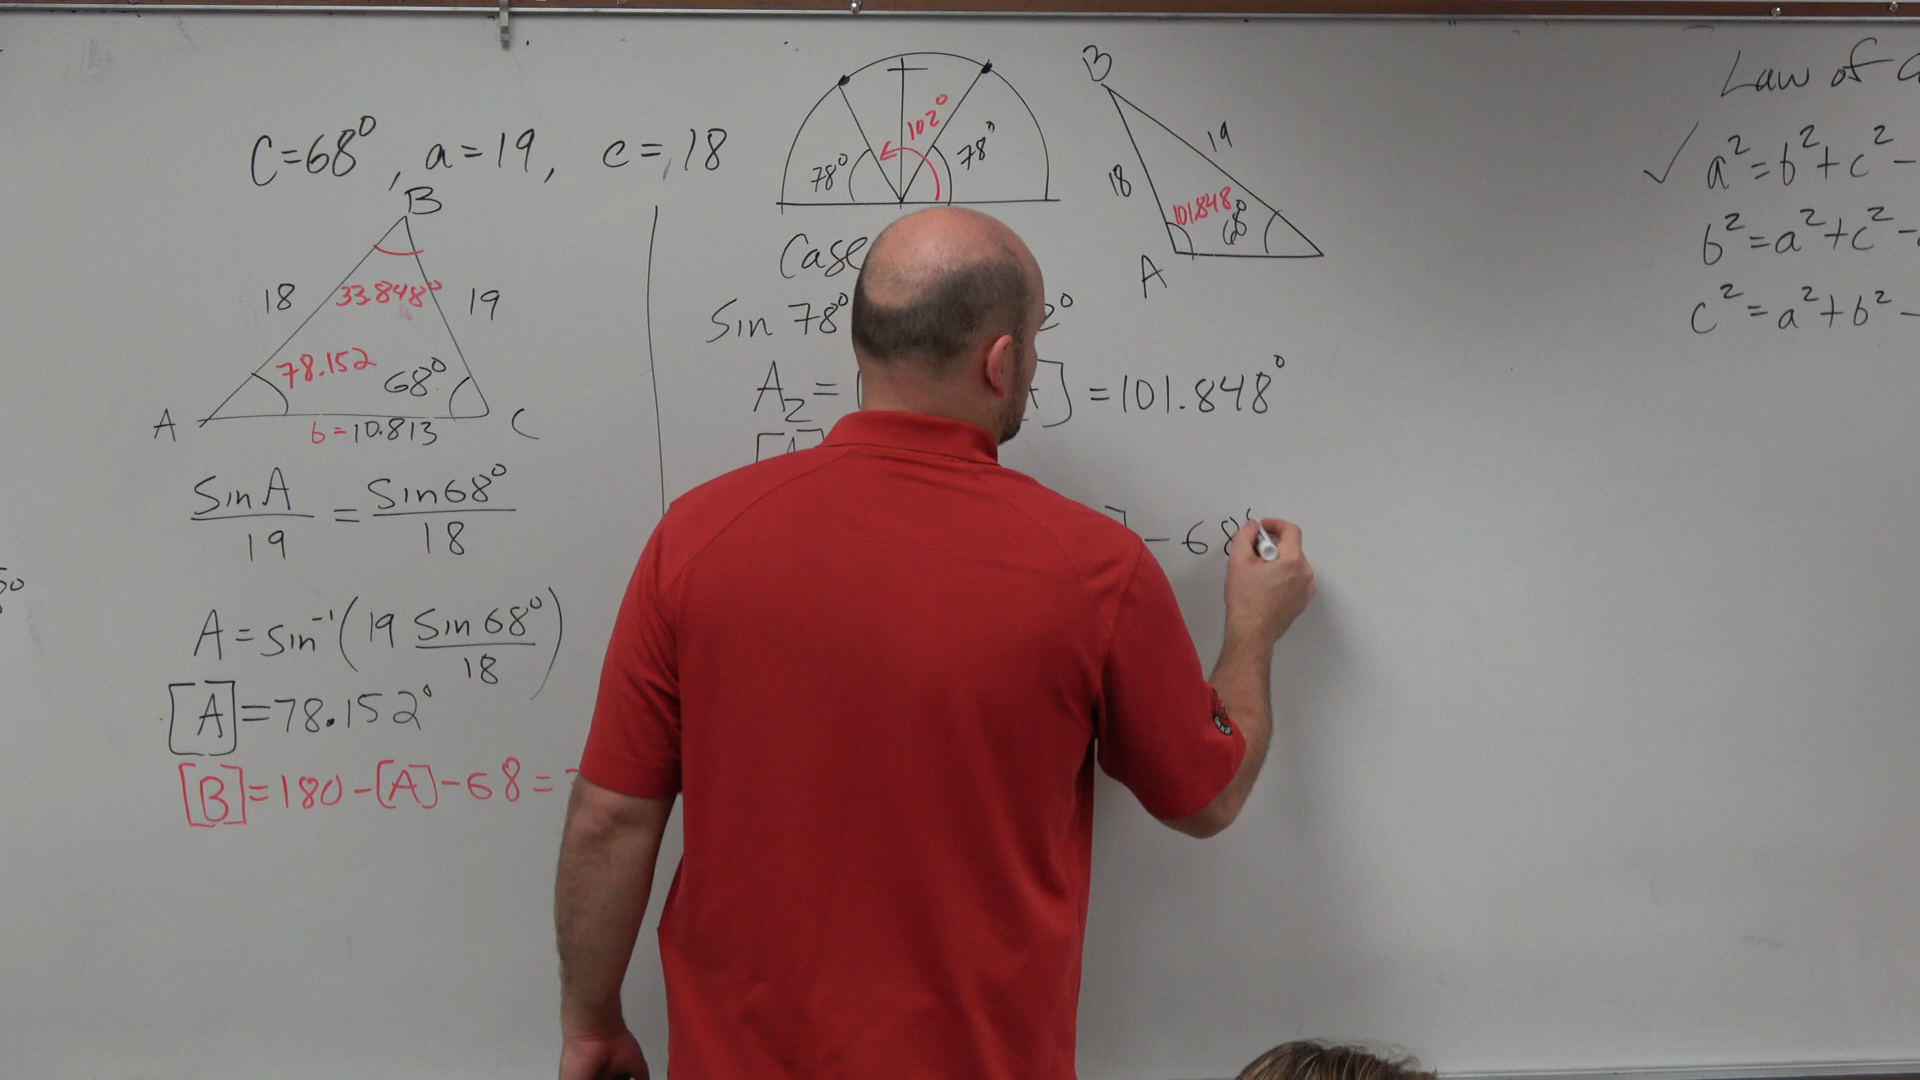 C=68°, a=19, c=18
B
18
33.848°
19
78.152
68°
A
b=10.813
C
Sin A / 19 = Sin 68° / 18
A = Sin⁻¹(19 Sin 68° / 18)
[A] = 78.152°
[B] = 180 - [A] - 68 =
102°
78°
78°
Case
Sin 78°
2°
A₂ = [ ] = 101.848°
] - 68°
B
19
18
101.848
68°
A
Law of
✓ a² = b² + c² -
b² = a² + c² -
c² = a² + b² -